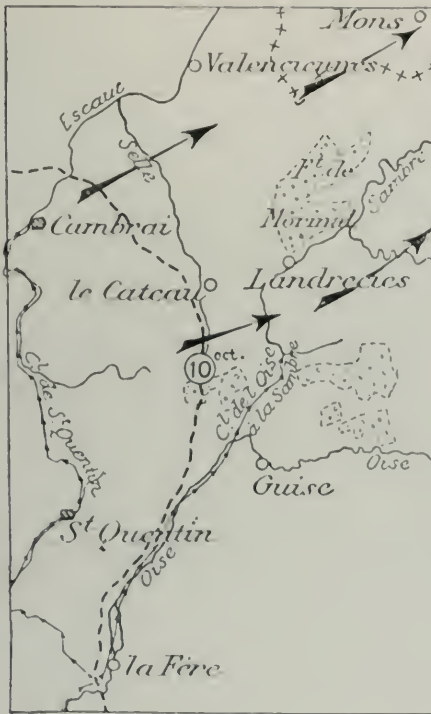 Mons
Valenciennes
Escaut
Selle
Ft. de
Mormal
Sambre
Cambrai
Landrecies
le Cateau
oct.
10
Cl. de l'Oise
à la Sambre
Cl. de St Quentin
Oise
Guise
St Quentin
Oise
la Fère